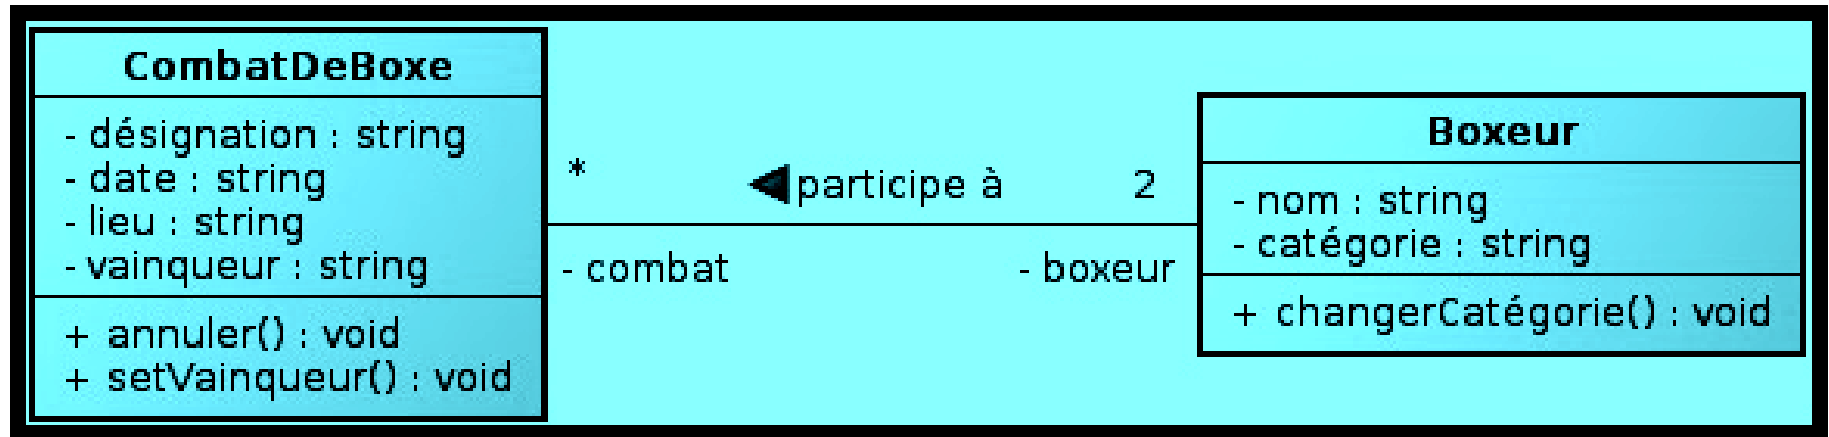 CombatDeBoxe
- désignation : string
- date : string
- lieu : string
- vainqueur : string
+ annuler() : void
+ setVainqueur() : void
*
participe à
2
- combat
- boxeur
Boxeur
- nom : string
- catégorie : string
+ changerCatégorie() : void